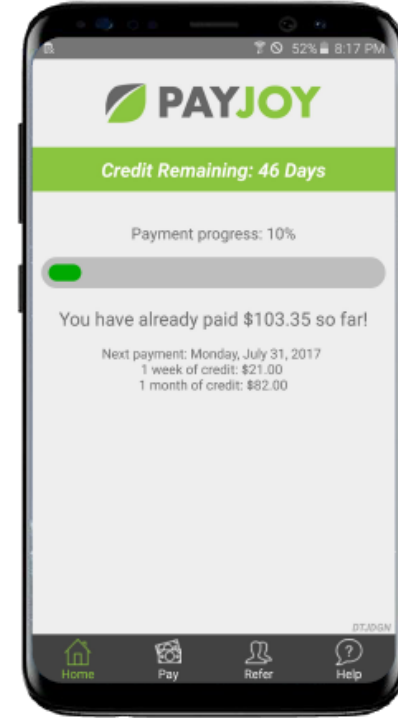 52% 8:17 PM
PAYJOY
Credit Remaining: 46 Days
Payment progress: 10%
You have already paid $103.35 so far!
Next payment: Monday, July 31, 2017
1 week of credit: $21.00
1 month of credit: $82.00
DTJDGN
Home Pay Refer Help